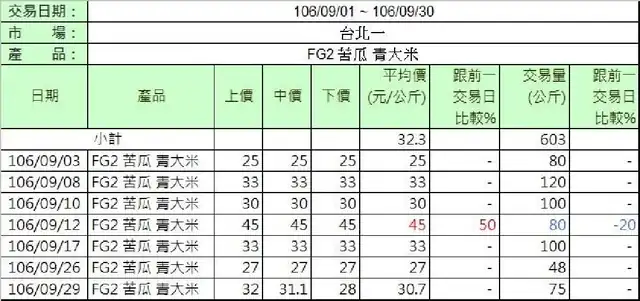 交易日期： 106/09/01 ~ 106/09/30
市 場： 台北一
產 品： FG2 苦瓜 青大米
日期 產品 上價 中價 下價 平均價(元/公斤) 跟前一交易日比較% 交易量(公斤) 跟前一交易日比較%
小計 32.3 603
106/09/03 FG2 苦瓜 青大米 25 25 25 25 - 80 -
106/09/08 FG2 苦瓜 青大米 33 33 33 33 - 120 -
106/09/10 FG2 苦瓜 青大米 30 30 30 30 - 100 -
106/09/12 FG2 苦瓜 青大米 45 45 45 45 50 80 -20
106/09/17 FG2 苦瓜 青大米 33 33 33 33 - 100 -
106/09/26 FG2 苦瓜 青大米 27 27 27 27 - 48 -
106/09/29 FG2 苦瓜 青大米 32 31.1 28 30.7 - 75 -